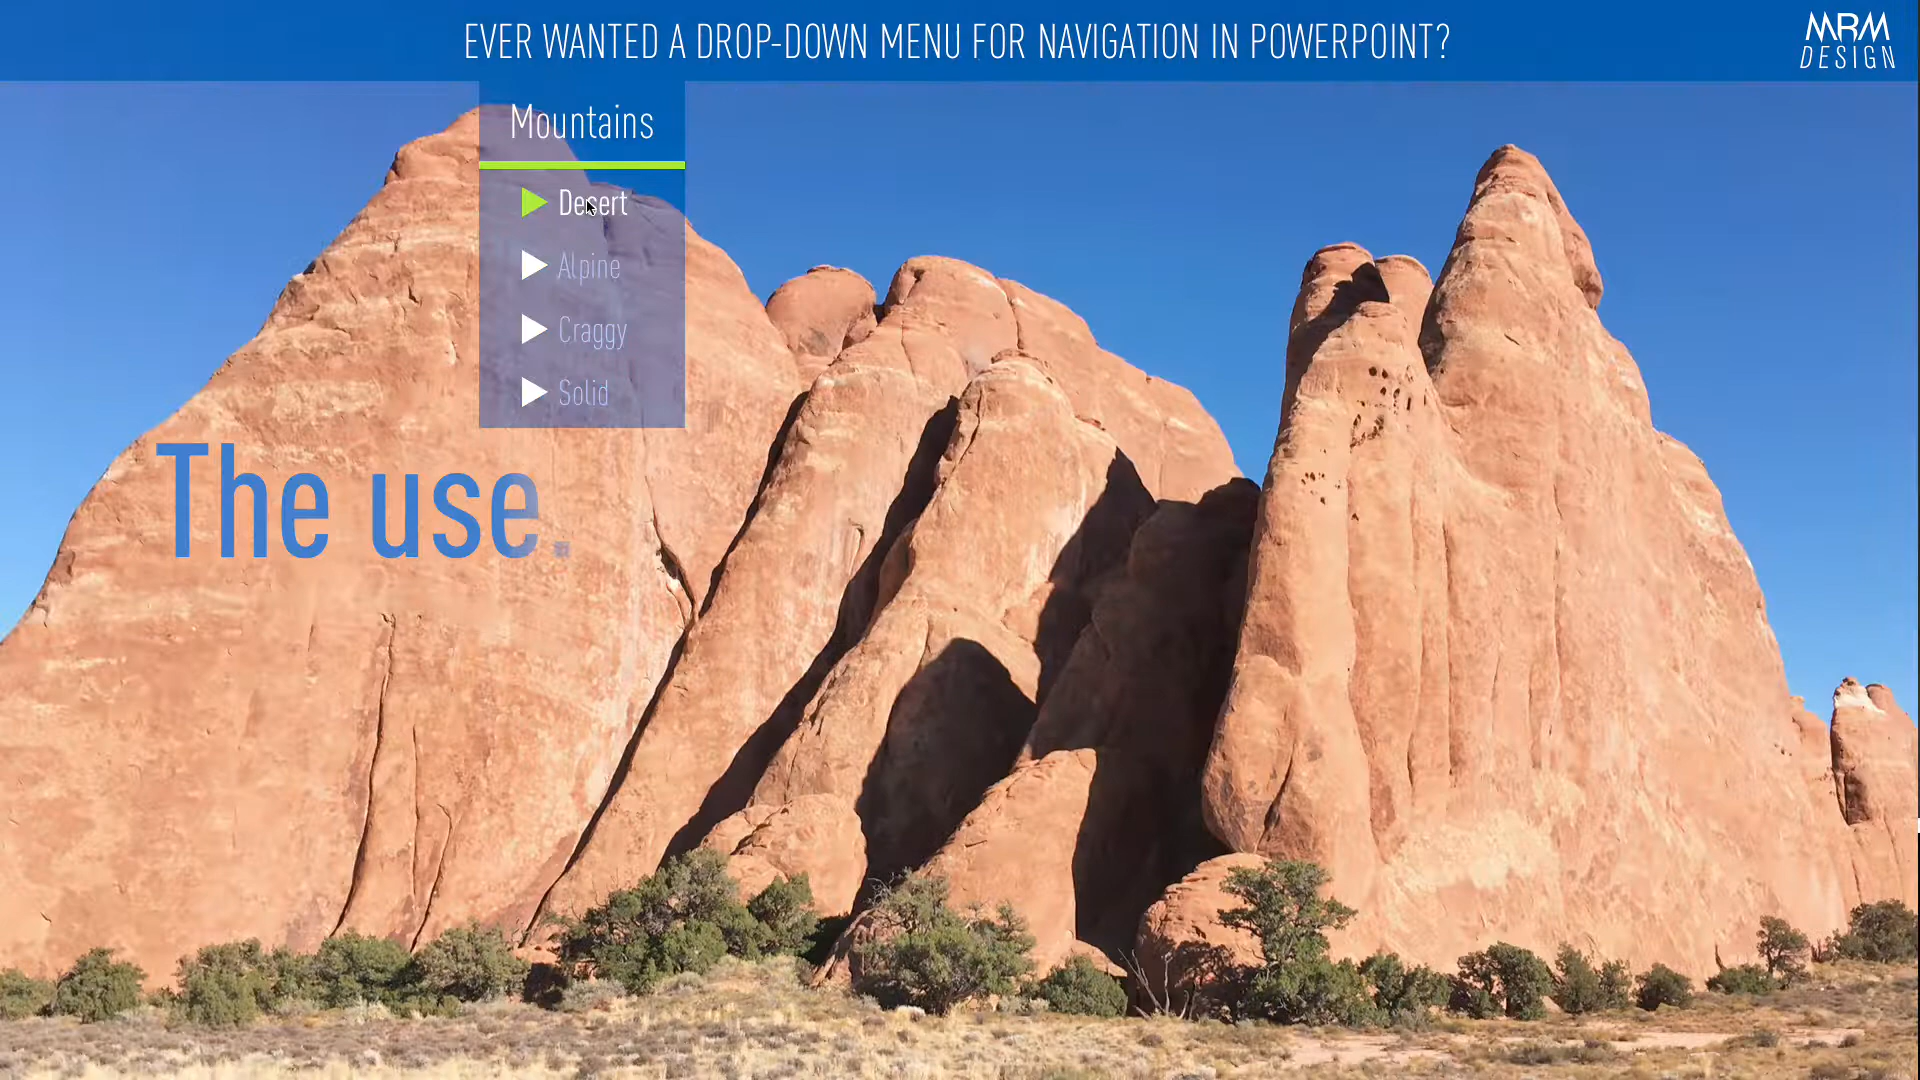 EVER WANTED A DROP-DOWN MENU FOR NAVIGATION IN POWERPOINT?
MRM
DESIGN
Mountains
Desert
Alpine
Craggy
Solid
The use.